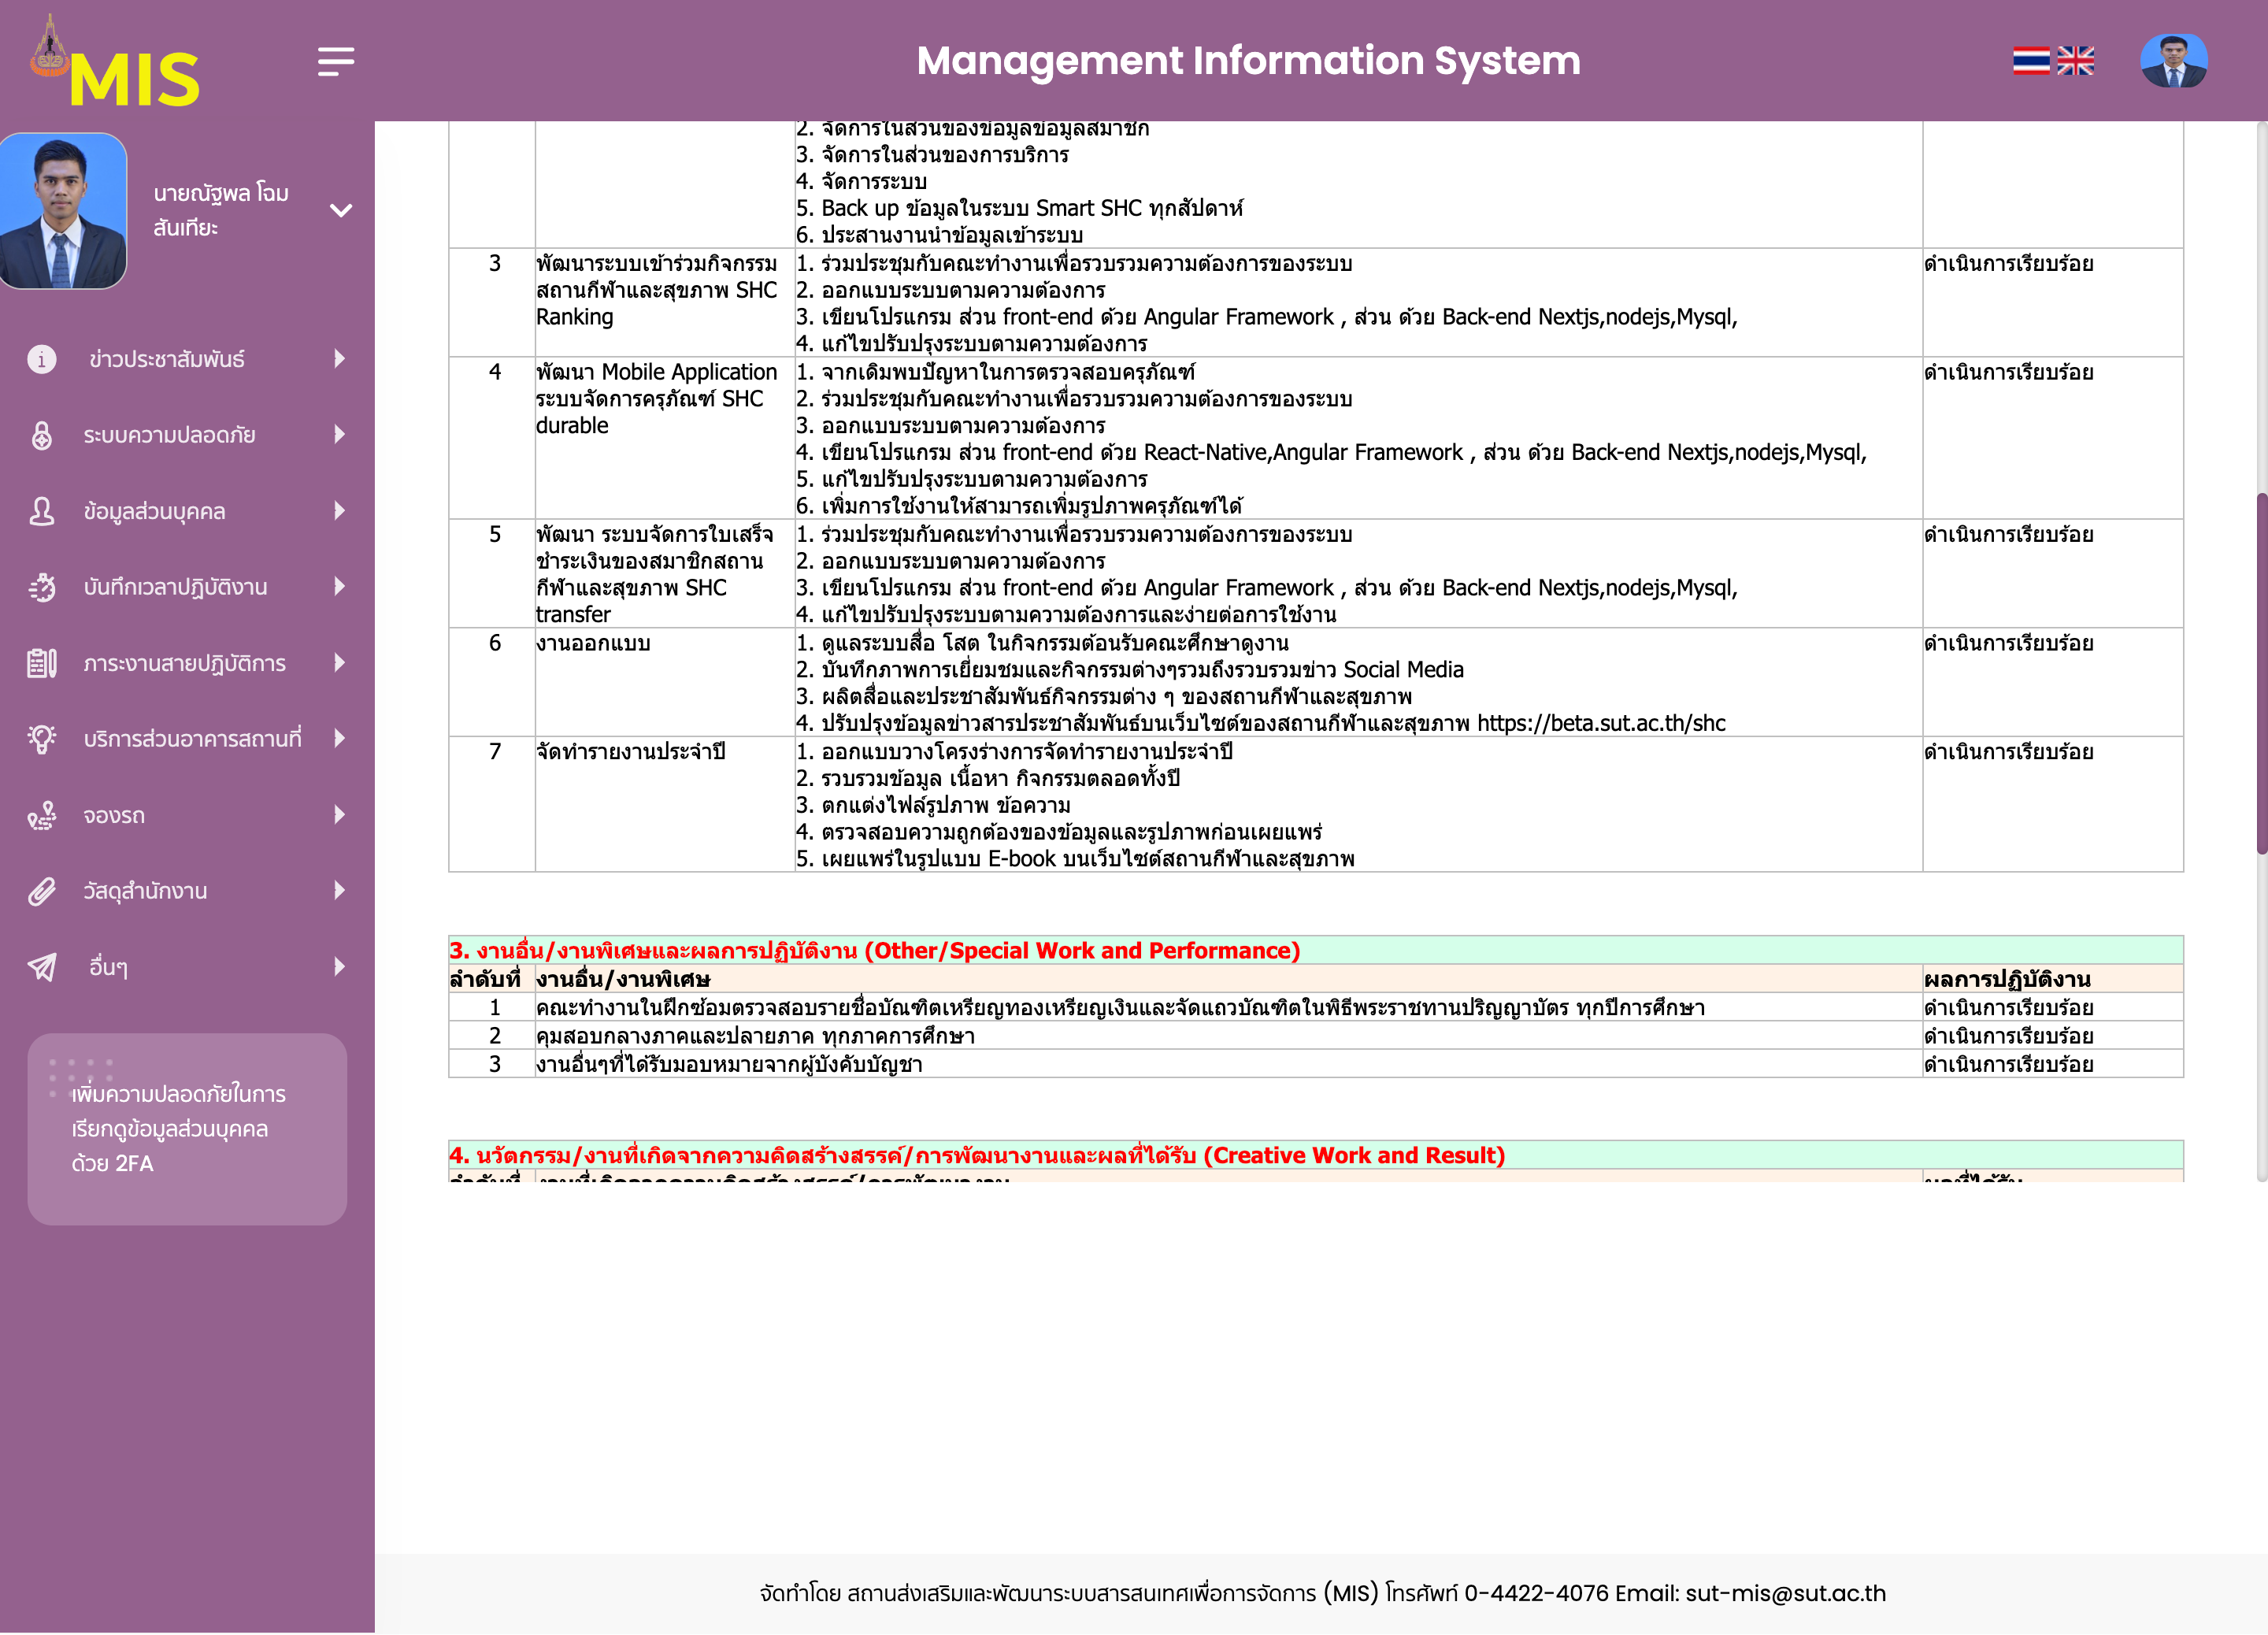 MIS
Management Information System
นายณัฐพล โฉม
สันเทียะ
ข่าวประชาสัมพันธ์
ระบบความปลอดภัย
ข้อมูลส่วนบุคคล
บันทึกเวลาปฏิบัติงาน
ภาระงานสายปฏิบัติการ
บริการส่วนอาคารสถานที่
จองรถ
วัสดุสำนักงาน
อื่นๆ
เพิ่มความปลอดภัยในการ
เรียกดูข้อมูลส่วนบุคคล
ด้วย 2FA
2. จัดการในส่วนของข้อมูลข้อมูลสมาชิก
3. จัดการในส่วนของการบริการ
4. จัดการระบบ
5. Back up ข้อมูลในระบบ Smart SHC ทุกสัปดาห์
6. ประสานงานนำข้อมูลเข้าระบบ
3
พัฒนาระบบเข้าร่วมกิจกรรม
สถานกีฬาและสุขภาพ SHC
Ranking
1. ร่วมประชุมกับคณะทำงานเพื่อรวบรวมความต้องการของระบบ
2. ออกแบบระบบตามความต้องการ
3. เขียนโปรแกรม ส่วน front-end ด้วย Angular Framework , ส่วน ด้วย Back-end Nextjs,nodejs,Mysql,
4. แก้ไขปรับปรุงระบบตามความต้องการ
ดำเนินการเรียบร้อย
4
พัฒนา Mobile Application
ระบบจัดการครุภัณฑ์ SHC
durable
1. จากเดิมพบปัญหาในการตรวจสอบครุภัณฑ์
2. ร่วมประชุมกับคณะทำงานเพื่อรวบรวมความต้องการของระบบ
3. ออกแบบระบบตามความต้องการ
4. เขียนโปรแกรม ส่วน front-end ด้วย React-Native,Angular Framework , ส่วน ด้วย Back-end Nextjs,nodejs,Mysql,
5. แก้ไขปรับปรุงระบบตามความต้องการ
6. เพิ่มการใช้งานให้สามารถเพิ่มรูปภาพครุภัณฑ์ได้
ดำเนินการเรียบร้อย
5
พัฒนา ระบบจัดการใบเสร็จ
ชำระเงินของสมาชิกสถาน
กีฬาและสุขภาพ SHC
transfer
1. ร่วมประชุมกับคณะทำงานเพื่อรวบรวมความต้องการของระบบ
2. ออกแบบระบบตามความต้องการ
3. เขียนโปรแกรม ส่วน front-end ด้วย Angular Framework , ส่วน ด้วย Back-end Nextjs,nodejs,Mysql,
4. แก้ไขปรับปรุงระบบตามความต้องการและง่ายต่อการใช้งาน
ดำเนินการเรียบร้อย
6
งานออกแบบ
1. ดูแลระบบสื่อ โสต ในกิจกรรมต้อนรับคณะศึกษาดูงาน
2. บันทึกภาพการเยี่ยมชมและกิจกรรมต่างๆรวมถึงรวบรวมข่าว Social Media
3. ผลิตสื่อและประชาสัมพันธ์กิจกรรมต่าง ๆ ของสถานกีฬาและสุขภาพ
4. ปรับปรุงข้อมูลข่าวสารประชาสัมพันธ์บนเว็บไซต์ของสถานกีฬาและสุขภาพ https://beta.sut.ac.th/shc
ดำเนินการเรียบร้อย
7
จัดทำรายงานประจำปี
1. ออกแบบวางโครงร่างการจัดทำรายงานประจำปี
2. รวบรวมข้อมูล เนื้อหา กิจกรรมตลอดทั้งปี
3. ตกแต่งไฟล์รูปภาพ ข้อความ
4. ตรวจสอบความถูกต้องของข้อมูลและรูปภาพก่อนเผยแพร่
5. เผยแพร่ในรูปแบบ E-book บนเว็บไซต์สถานกีฬาและสุขภาพ
ดำเนินการเรียบร้อย
3. งานอื่น/งานพิเศษและผลการปฏิบัติงาน (Other/Special Work and Performance)
ลำดับที่ งานอื่น/งานพิเศษ ผลการปฏิบัติงาน
1 คณะทำงานในฝึกซ้อมตรวจสอบรายชื่อบัณฑิตเหรียญทองเหรียญเงินและจัดแถวบัณฑิตในพิธีพระราชทานปริญญาบัตร ทุกปีการศึกษา ดำเนินการเรียบร้อย
2 คุมสอบกลางภาคและปลายภาค ทุกภาคการศึกษา ดำเนินการเรียบร้อย
3 งานอื่นๆที่ได้รับมอบหมายจากผู้บังคับบัญชา ดำเนินการเรียบร้อย
4. นวัตกรรม/งานที่เกิดจากความคิดสร้างสรรค์/การพัฒนางานและผลที่ได้รับ (Creative Work and Result)
ลำดับที่ งานที่เกิดจากความคิดสร้างสรรค์/การพัฒนางาน ผลที่ได้รับ
จัดทำโดย สถานส่งเสริมและพัฒนาระบบสารสนเทศเพื่อการจัดการ (MIS) โทรศัพท์ 0-4422-4076 Email: sut-mis@sut.ac.th